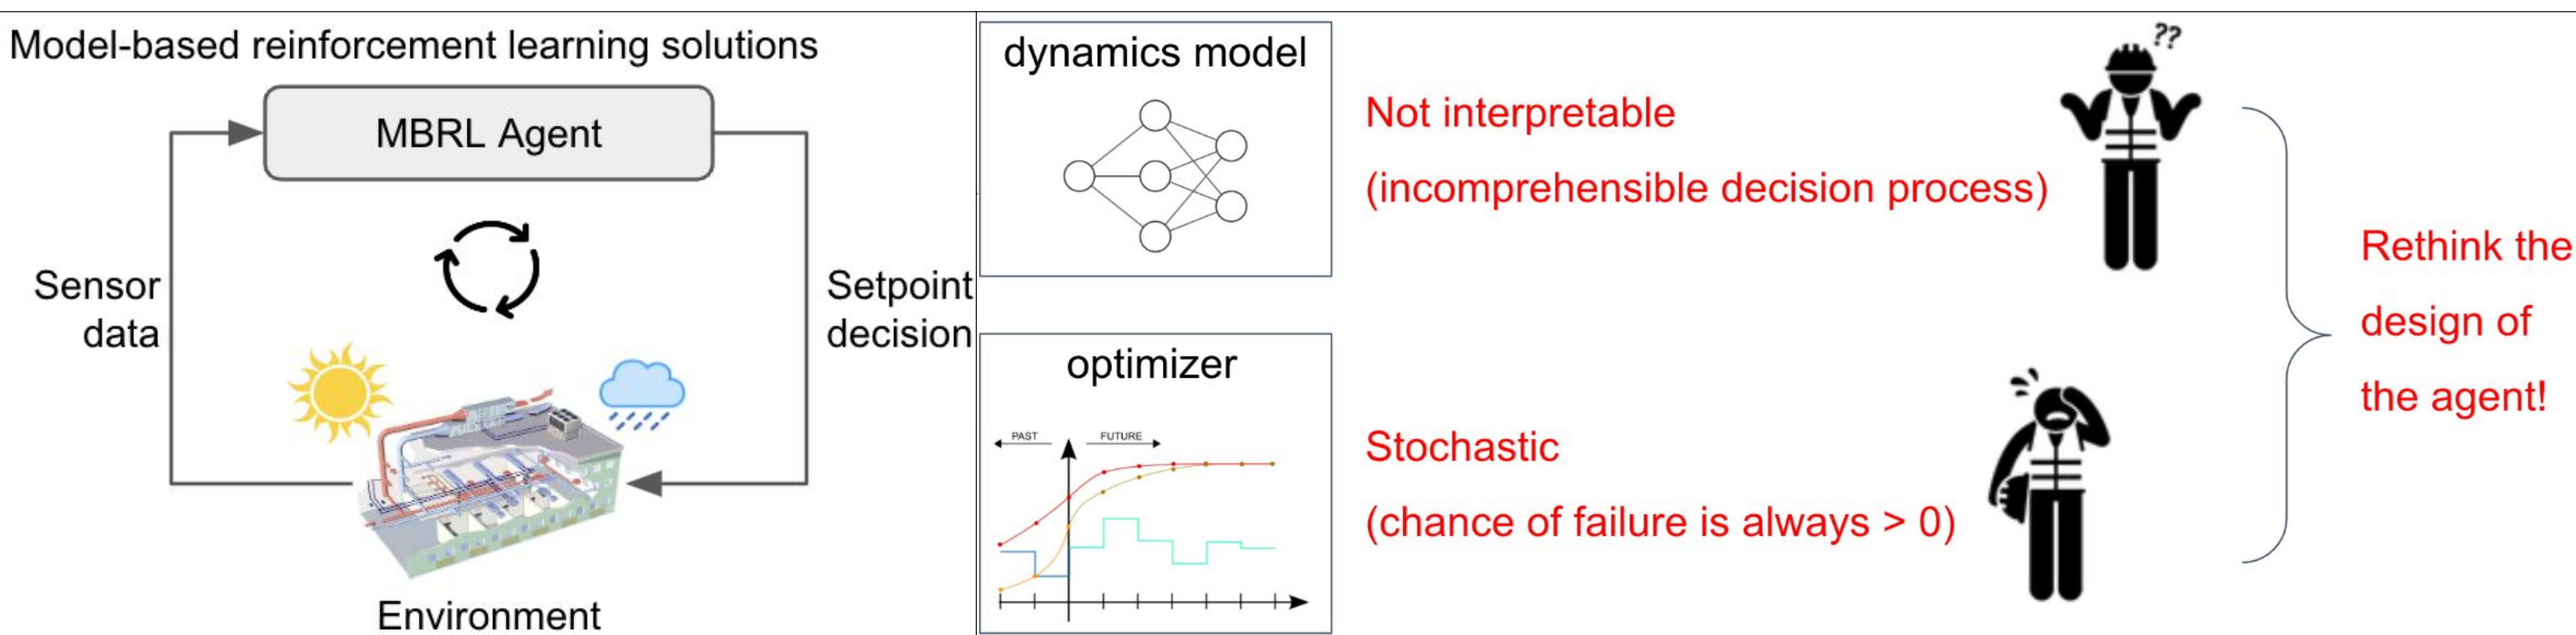 Model-based reinforcement learning solutions
MBRL Agent
Sensor
data
Setpoint
decision
Environment
dynamics model
Not interpretable
(incomprehensible decision process)
??
optimizer
PAST
FUTURE
Stochastic
(chance of failure is always > 0)
Rethink the
design of
the agent!